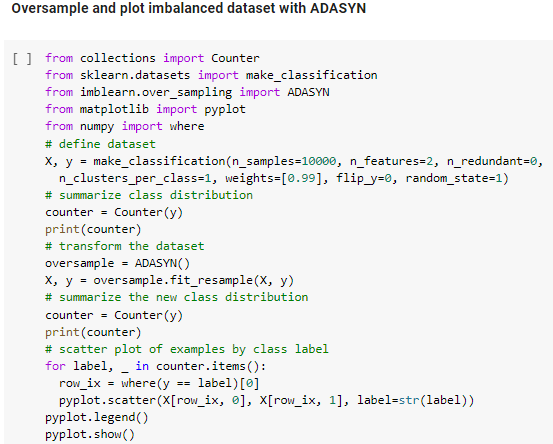 Oversample and plot imbalanced dataset with ADASYN
[ ] from collections import Counter
from sklearn.datasets import make_classification
from imblearn.over_sampling import ADASYN
from matplotlib import pyplot
from numpy import where
# define dataset
X, y = make_classification(n_samples=10000, n_features=2, n_redundant=0,
  n_clusters_per_class=1, weights=[0.99], flip_y=0, random_state=1)
# summarize class distribution
counter = Counter(y)
print(counter)
# transform the dataset
oversample = ADASYN()
X, y = oversample.fit_resample(X, y)
# summarize the new class distribution
counter = Counter(y)
print(counter)
# scatter plot of examples by class label
for label, _ in counter.items():
  row_ix = where(y == label)[0]
  pyplot.scatter(X[row_ix, 0], X[row_ix, 1], label=str(label))
pyplot.legend()
pyplot.show()